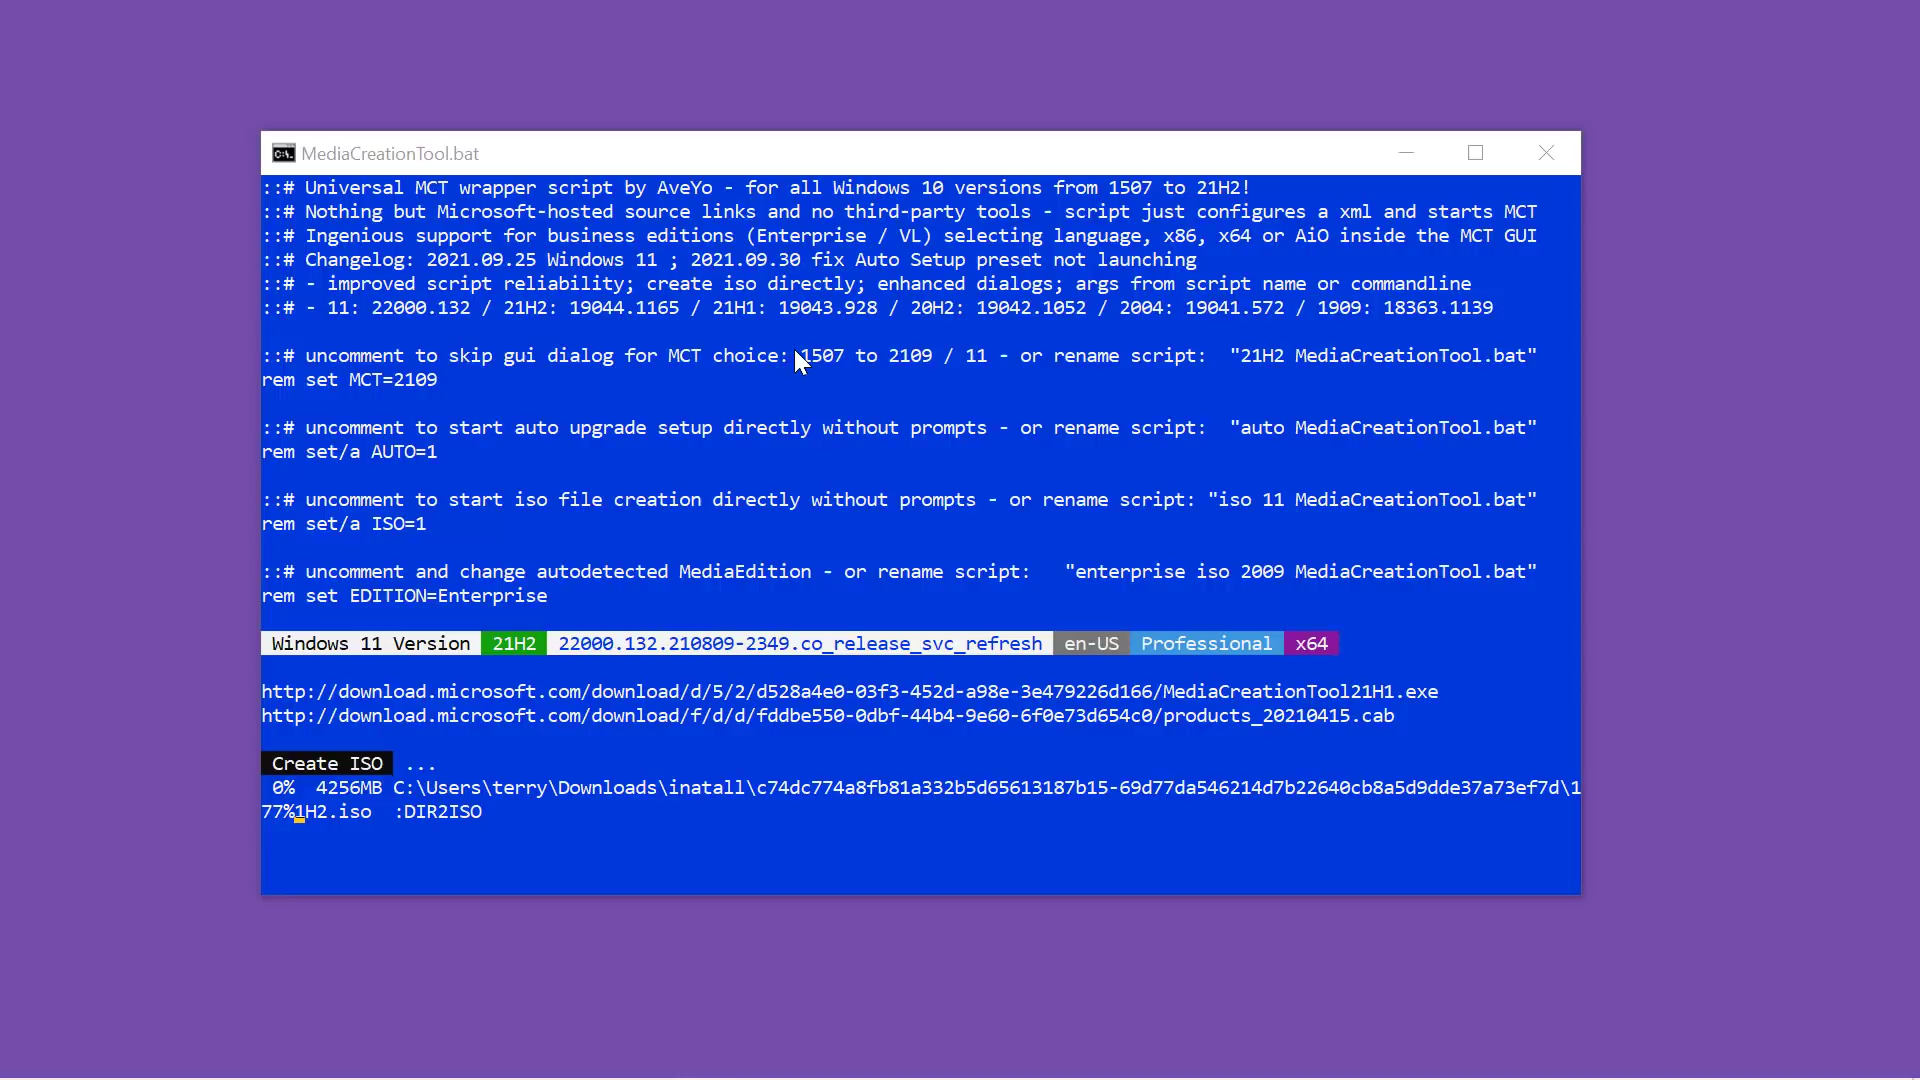 MediaCreationTool.bat
::# Universal MCT wrapper script by AveYo - for all Windows 10 versions from 1507 to 21H2!
::# Nothing but Microsoft-hosted source links and no third-party tools - script just configures a xml and starts MCT
::# Ingenious support for business editions (Enterprise / VL) selecting language, x86, x64 or AiO inside the MCT GUI
::# Changelog: 2021.09.25 Windows 11 ; 2021.09.30 fix Auto Setup preset not launching
::# - improved script reliability; create iso directly; enhanced dialogs; args from script name or commandline
::# - 11: 22000.132 / 21H2: 19044.1165 / 21H1: 19043.928 / 20H2: 19042.1052 / 2004: 19041.572 / 1909: 18363.1139
::# uncomment to skip gui dialog for MCT choice: 1507 to 2109 / 11 - or rename script:  "21H2 MediaCreationTool.bat"
rem set MCT=2109
::# uncomment to start auto upgrade setup directly without prompts - or rename script:  "auto MediaCreationTool.bat"
rem set/a AUTO=1
::# uncomment to start iso file creation directly without prompts - or rename script: "iso 11 MediaCreationTool.bat"
rem set/a ISO=1
::# uncomment and change autodetected MediaEdition - or rename script:   "enterprise iso 2009 MediaCreationTool.bat"
rem set EDITION=Enterprise
Windows 11 Version 21H2 22000.132.210809-2349.co_release_svc_refresh en-US Professional x64
http://download.microsoft.com/download/d/5/2/d528a4e0-03f3-452d-a98e-3e479226d166/MediaCreationTool21H1.exe
http://download.microsoft.com/download/f/d/d/fddbe550-0dbf-44b4-9e60-6f0e73d654c0/products_20210415.cab
Create ISO ...
0%  4256MB C:\Users\terry\Downloads\inatall\c74dc774a8fb81a332b5d65613187b15-69d77da546214d7b22640cb8a5d9dde37a73ef7d\1
77%1H2.iso  :DIR2ISO